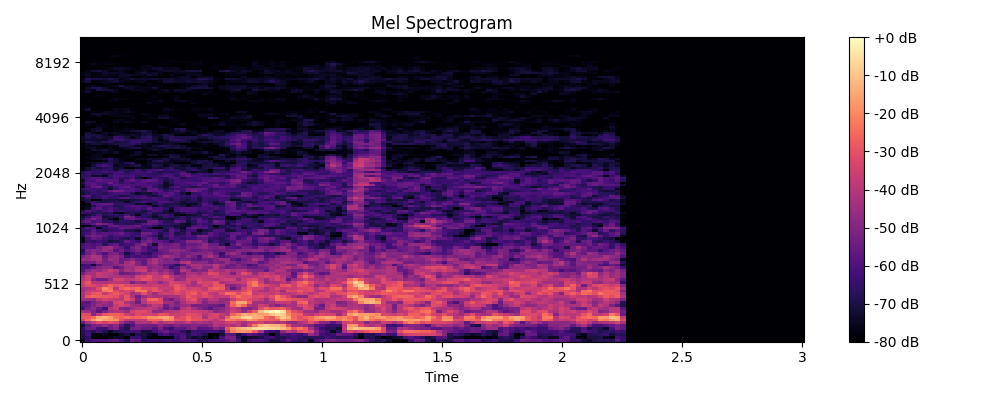 Mel Spectrogram
Hz
8192
4096
2048
1024
512
0
0
0.5
1
1.5
2
2.5
3
Time
+0 dB
-10 dB
-20 dB
-30 dB
-40 dB
-50 dB
-60 dB
-70 dB
-80 dB